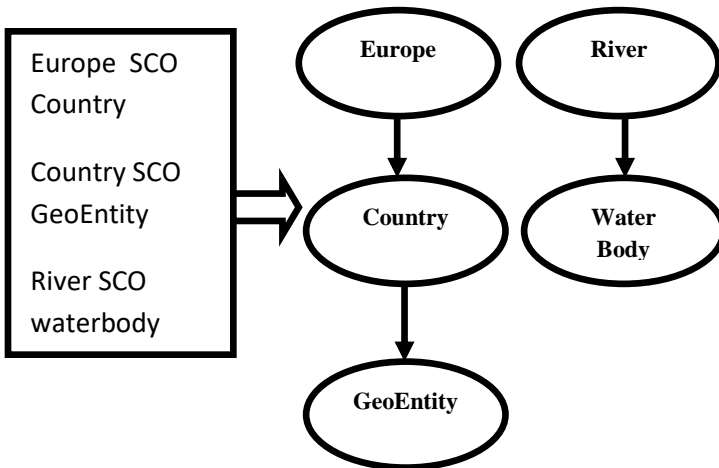 Europe SCO
Country
Country SCO
GeoEntity
River SCO
waterbody
Europe
River
Country
Water
Body
GeoEntity